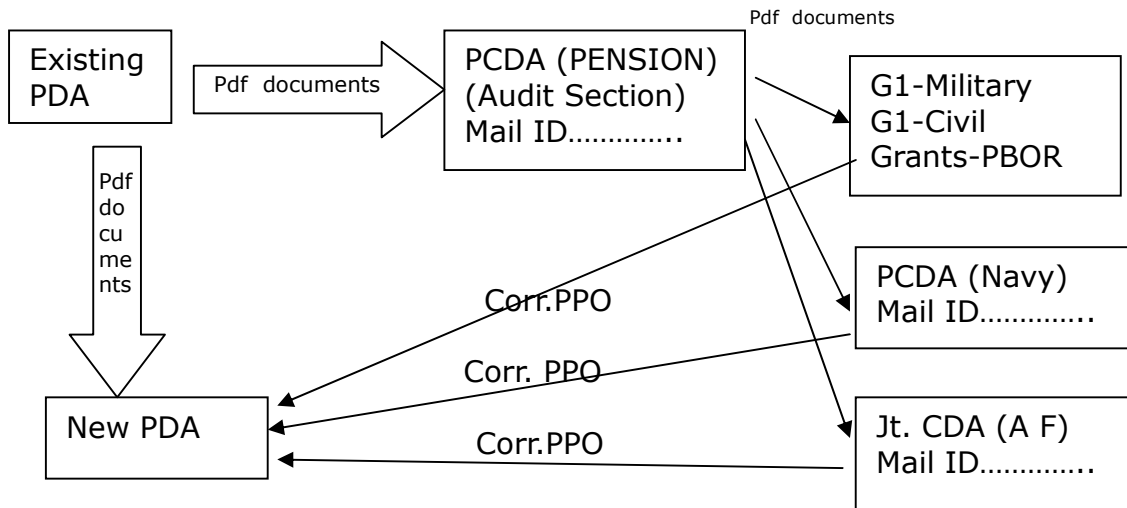 Pdf documents
Existing
PDA
Pdf documents
PCDA (PENSION)
(Audit Section)
Mail ID…………..
G1-Military
G1-Civil
Grants-PBOR
Pdf
do
cu
me
nts
PCDA (Navy)
Mail ID…………..
Corr.PPO
Corr. PPO
New PDA
Corr.PPO
Jt. CDA (A F)
Mail ID…………..